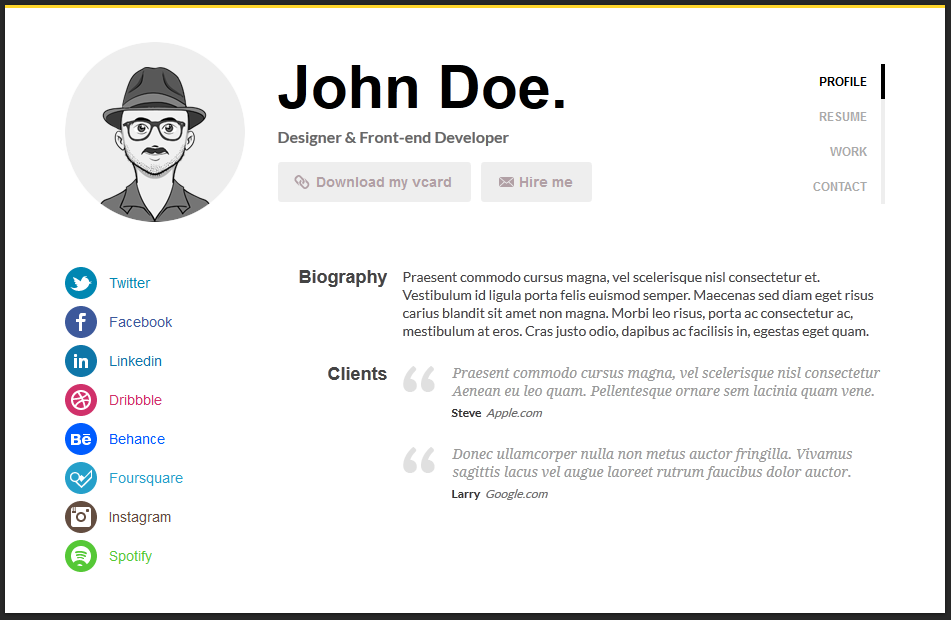 John Doe.
Designer & Front-end Developer
Download my vcard
Hire me
PROFILE
RESUME
WORK
CONTACT
Twitter
Facebook
in
Linkedin
Dribbble
Bē
Behance
Foursquare
Instagram
Spotify
Biography
Praesent commodo cursus magna, vel scelerisque nisl consectetur et.
Vestibulum id ligula porta felis euismod semper. Maecenas sed diam eget risus
carius blandit sit amet non magna. Morbi leo risus, porta ac consectetur ac,
mestibulum at eros. Cras justo odio, dapibus ac facilisis in, egestas eget quam.
Clients
“ Praesent commodo cursus magna, vel scelerisque nisl consectetur
Aenean eu leo quam. Pellentesque ornare sem lacinia quam vene.
Steve Apple.com
“ Donec ullamcorper nulla non metus auctor fringilla. Vivamus
sagittis lacus vel augue laoreet rutrum faucibus dolor auctor.
Larry Google.com